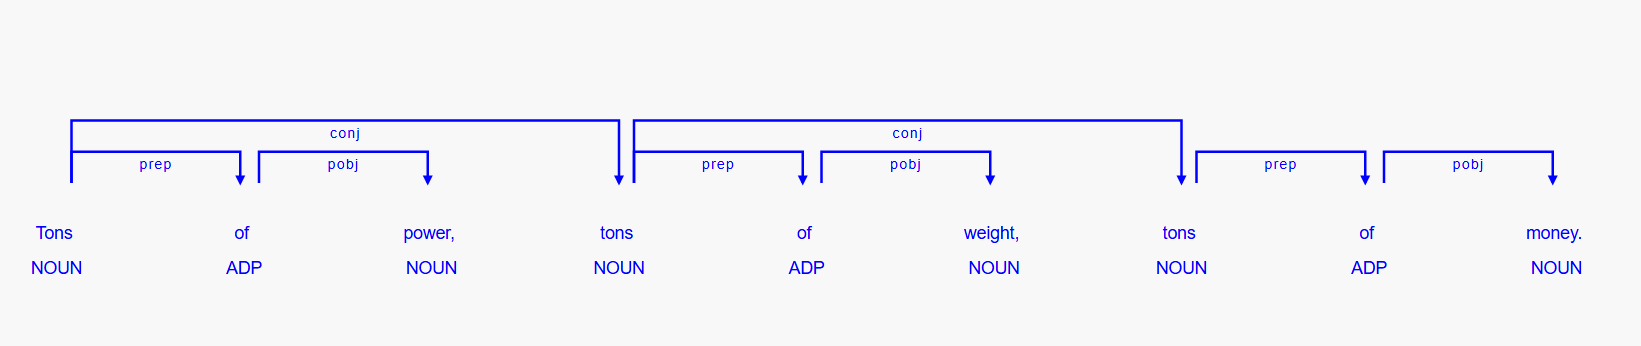 conj conj
prep pobj prep pobj prep pobj
Tons of power, tons of weight, tons of money.
NOUN ADP NOUN NOUN ADP NOUN NOUN ADP NOUN